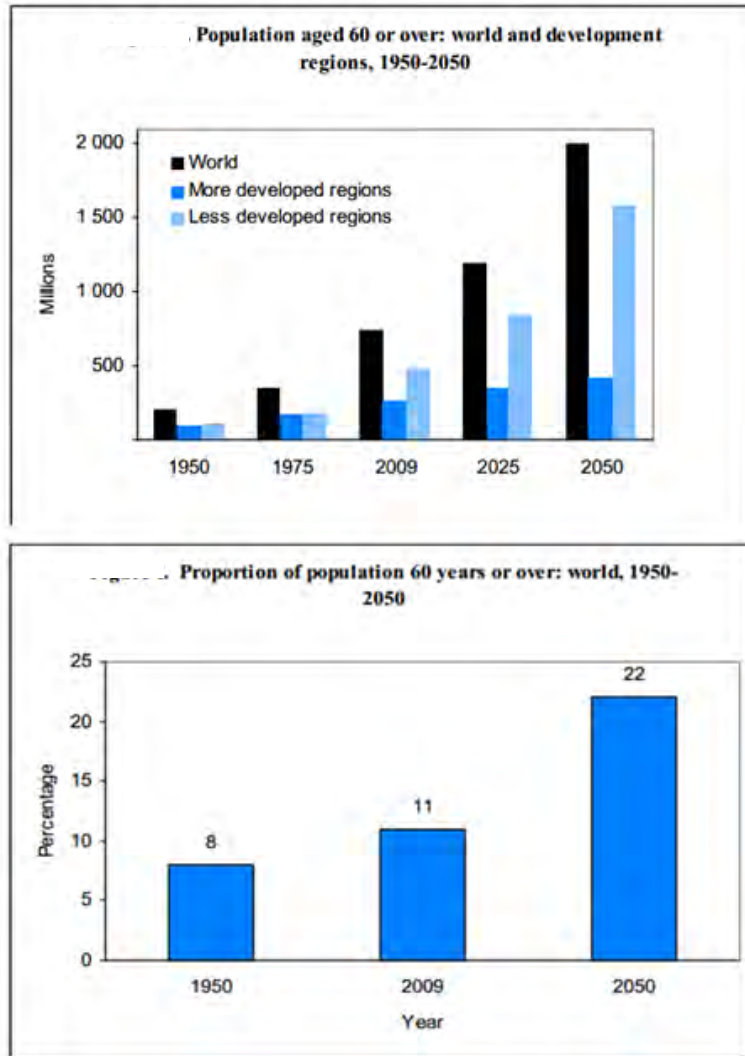 Population aged 60 or over: world and development
regions, 1950-2050
2 000
1 500
1 000
500
Millions
World
More developed regions
Less developed regions
1950 1975 2009 2025 2050
Proportion of population 60 years or over: world, 1950-
2050
25
20
15
10
5
0
Percentage
8
11
22
1950 2009 2050
Year